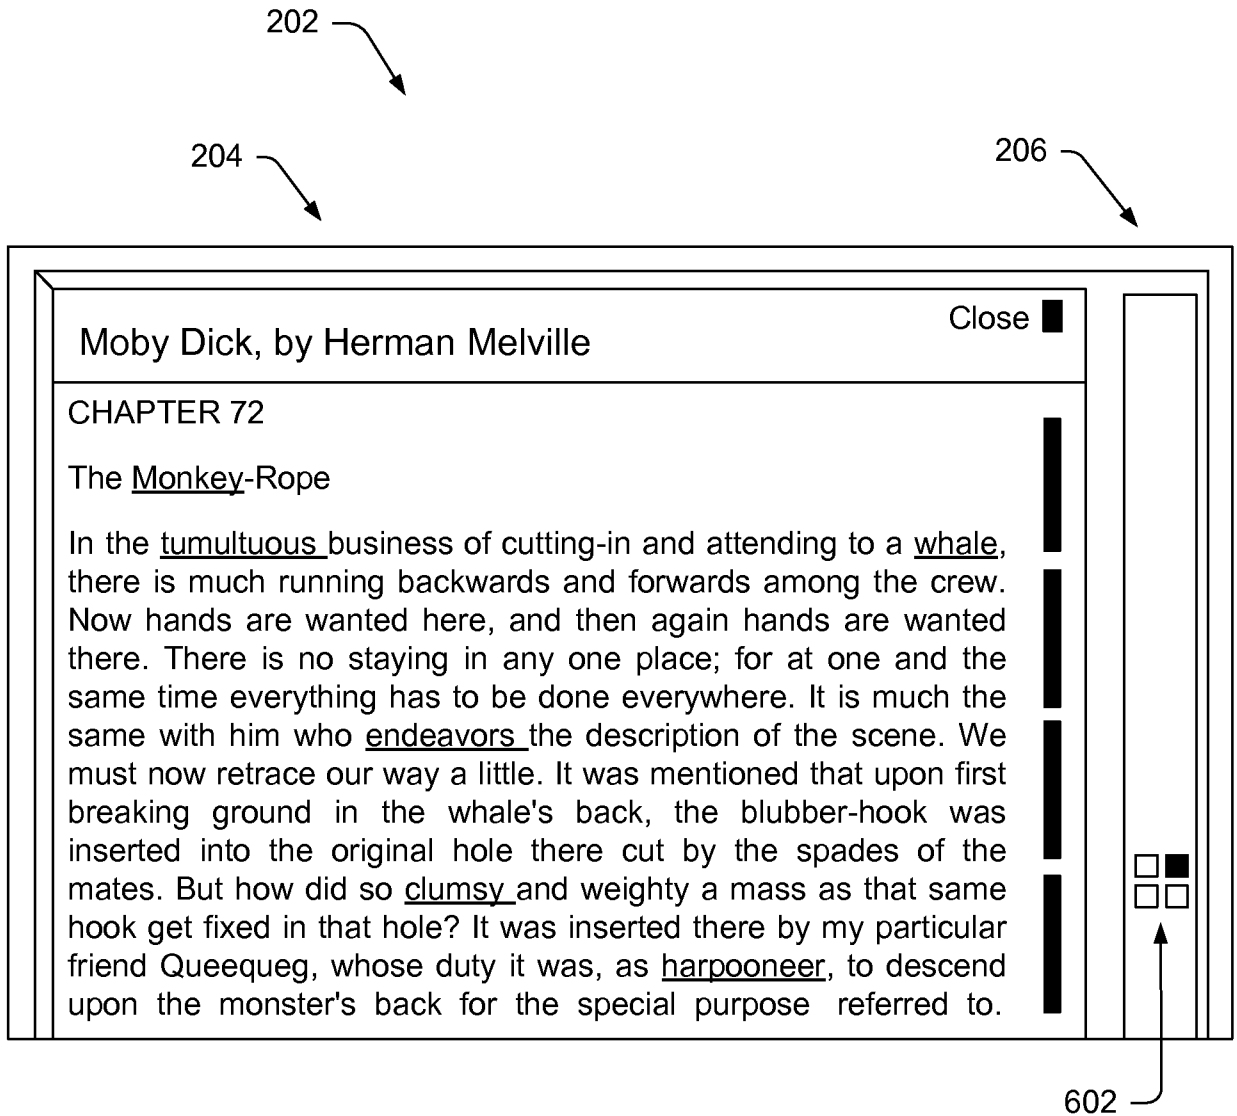 202
204
206
Close
Moby Dick, by Herman Melville
CHAPTER 72
The Monkey-Rope
In the tumultuous business of cutting-in and attending to a whale,
there is much running backwards and forwards among the crew.
Now hands are wanted here, and then again hands are wanted
there. There is no staying in any one place; for at one and the
same time everything has to be done everywhere. It is much the
same with him who endeavors the description of the scene. We
must now retrace our way a little. It was mentioned that upon first
breaking ground in the whale's back, the blubber-hook was
inserted into the original hole there cut by the spades of the
mates. But how did so clumsy and weighty a mass as that same
hook get fixed in that hole? It was inserted there by my particular
friend Queequeg, whose duty it was, as harpooneer, to descend
upon the monster's back for the special purpose referred to.
602